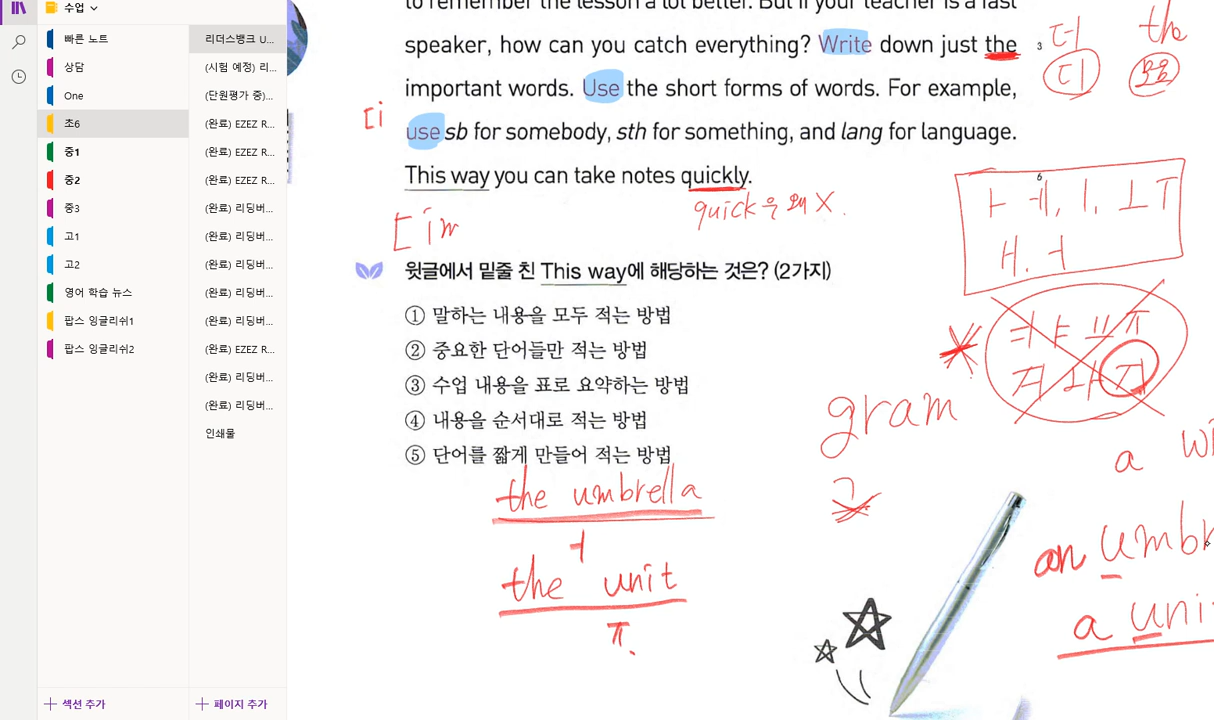 수업
빠른 노트
상담
One
초6
중1
중2
중3
고1
고2
영어 학습 뉴스
팝스 잉글리쉬1
팝스 잉글리쉬2
섹션 추가
리더스뱅크 U...
(시험 예정) 리...
(단원평가 중)...
(완료) EZEZ R...
(완료) EZEZ R...
(완료) EZEZ R...
(완료) 리딩버...
(완료) 리딩버...
(완료) 리딩버...
(완료) 리딩버...
(완료) 리딩버...
(완료) EZEZ R...
(완료) 리딩버...
(완료) 리딩버...
인쇄물
페이지 추가
to remember the lesson a lot better. But if your teacher is a fast
speaker, how can you catch everything? Write down just the
important words. Use the short forms of words. For example,
use sb for somebody, sth for something, and lang for language.
This way you can take notes quickly.
3
6
더 the
디 모음
[i
quick은 왜 X.
[im
ㅏ ㅔ, ㅣ, ㅗ ㅜ
ㅐ. ㅓ
윗글에서 밑줄 친 This way에 해당하는 것은? (2가지)
① 말하는 내용을 모두 적는 방법
② 중요한 단어들만 적는 방법
③ 수업 내용을 표로 요약하는 방법
④ 내용을 순서대로 적는 방법
⑤ 단어를 짧게 만들어 적는 방법
gram
ㄱ
a wi
the umbrella
ㅓ
the unit
ㅠ.
an umbr
a uni